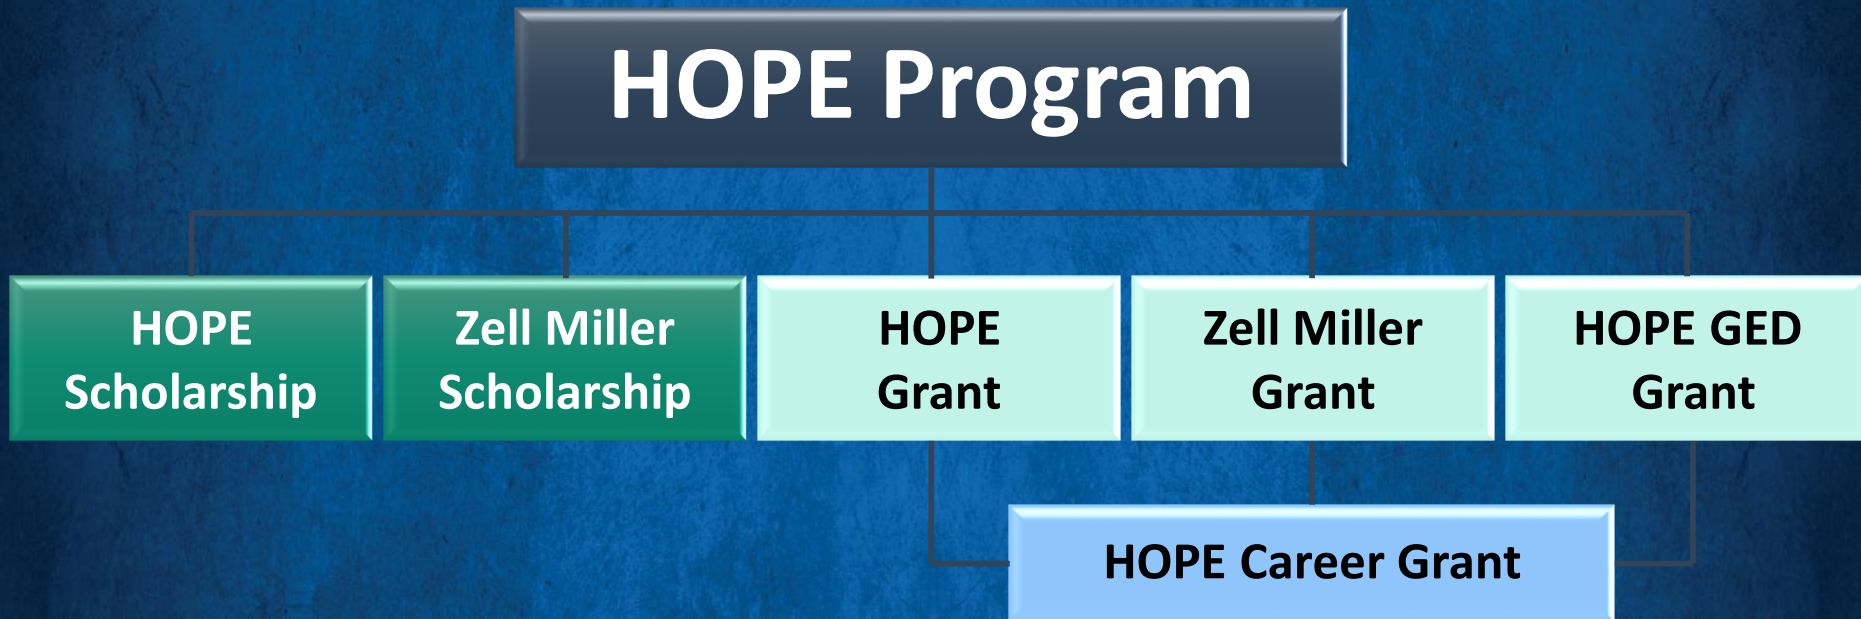 HOPE Program
HOPE
Scholarship
Zell Miller
Scholarship
HOPE
Grant
Zell Miller
Grant
HOPE GED
Grant
HOPE Career Grant